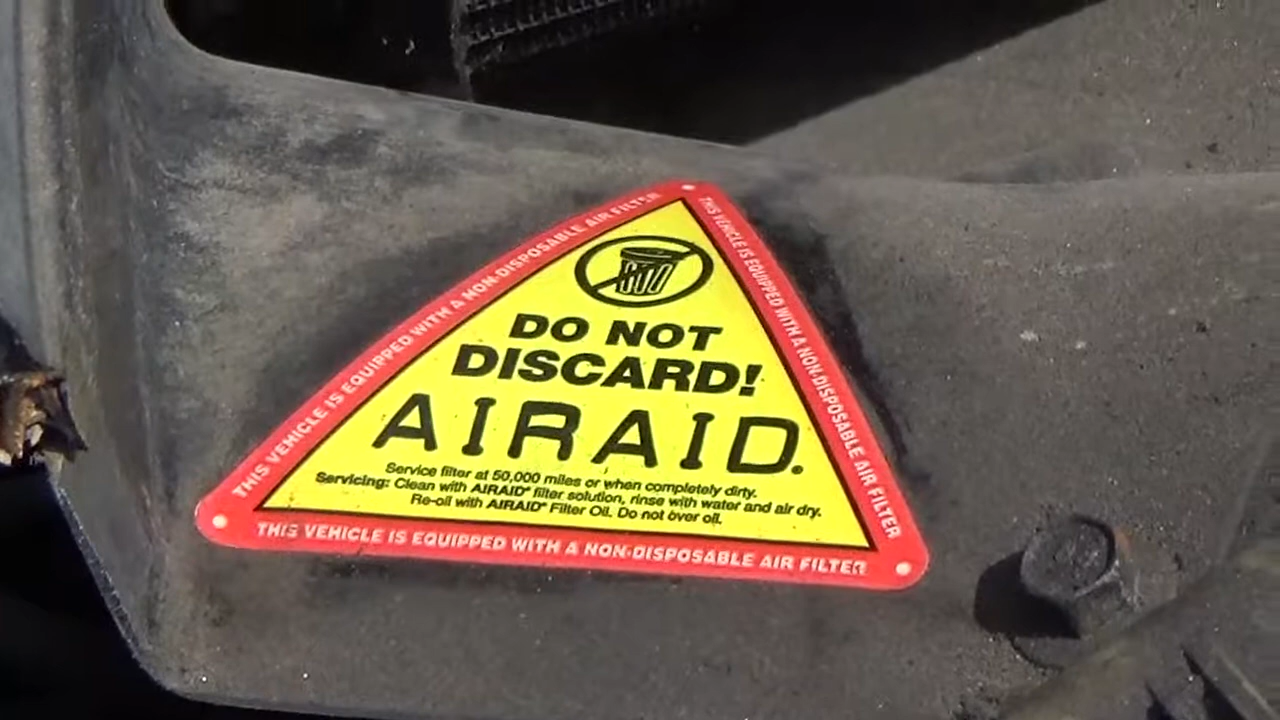 THIS VEHICLE IS EQUIPPED WITH A NON-DISPOSABLE AIR FILTER
THIS VEHICLE IS EQUIPPED WITH A NON-DISPOSABLE AIR FILTER
DO NOT
DISCARD!
AIRAID.
Service filter at 50,000 miles or when completely dirty.
Servicing: Clean with AIRAID® filter solution, rinse with water and air dry.
Re-oil with AIRAID® Filter Oil. Do not over oil.
THIS VEHICLE IS EQUIPPED WITH A NON-DISPOSABLE AIR FILTER